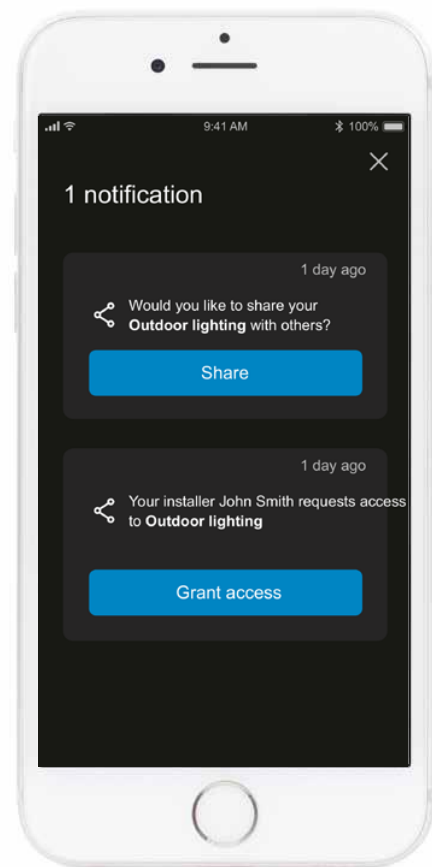 9:41 AM
100%
1 notification
1 day ago
Would you like to share your
Outdoor lighting with others?
Share
1 day ago
Your installer John Smith requests access
to Outdoor lighting
Grant access